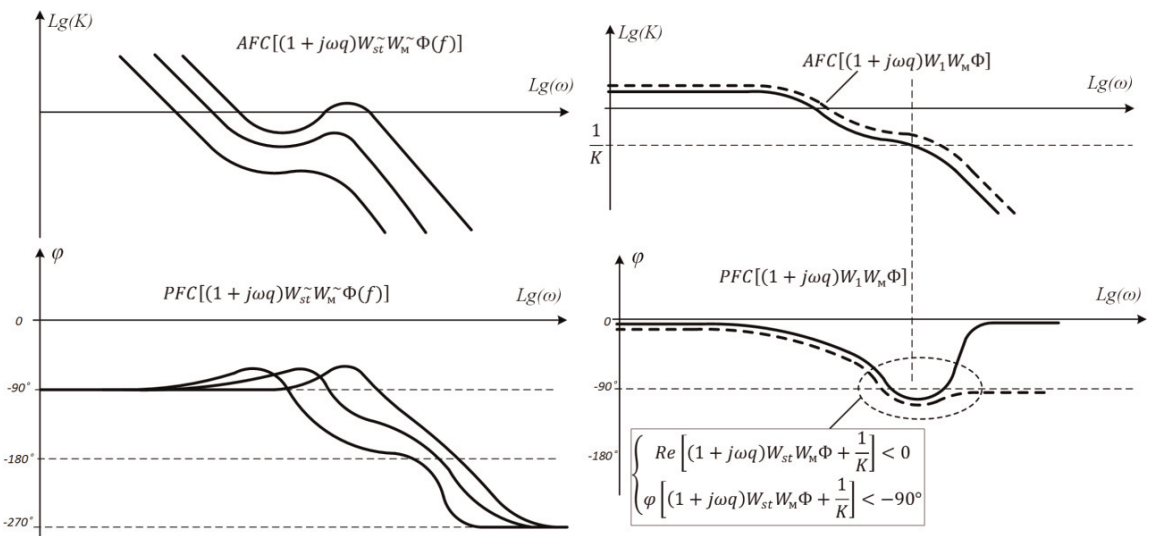 Lg(K)
AFC[(1 + jωq)W~st W~м Φ(f)]
Lg(ω)
φ
PFC[(1 + jωq)W~st W~м Φ(f)]
Lg(ω)
0
-90°
-180°
-270°
Lg(K)
AFC[(1 + jωq)W₁WмΦ]
Lg(ω)
1/K
φ
PFC[(1 + jωq)W₁WмΦ]
Lg(ω)
0
-90°
-180°
Re[(1 + jωq)WstWмΦ + 1/K] < 0
φ[(1 + jωq)WstWмΦ + 1/K] < −90°